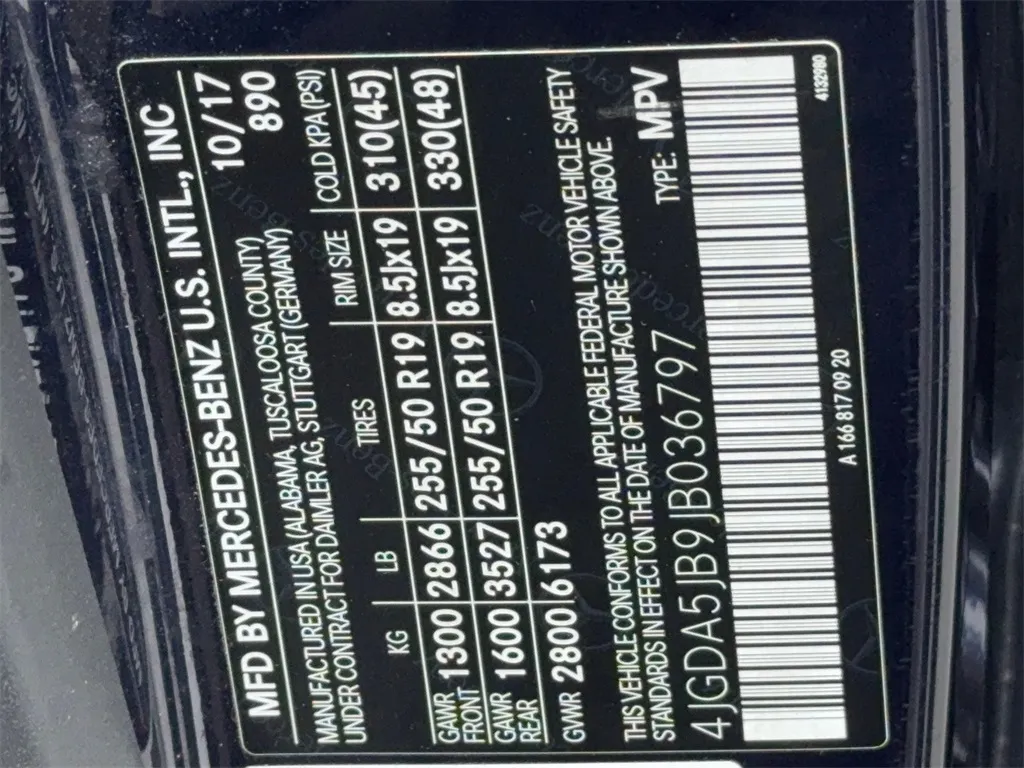 MFD BY MERCEDES-BENZ U.S. INTL., INC
MANUFACTURED IN USA (ALABAMA, TUSCALOOSA COUNTY) 10/17
UNDER CONTRACT FOR DAIMLER AG, STUTTGART (GERMANY) 890
KG LB TIRES RIM SIZE COLD KPA (PSI)
GAWR FRONT 1300 2866 255/50 R19 8.5Jx19 310(45)
GAWR REAR 1600 3527 255/50 R19 8.5Jx19 330(48)
GVWR 2800 6173
THIS VEHICLE CONFORMS TO ALL APPLICABLE FEDERAL MOTOR VEHICLE SAFETY
STANDARDS IN EFFECT ON THE DATE OF MANUFACTURE SHOWN ABOVE.
4JGDA5JB9JB036797 TYPE: MPV
A 166 817 09 20 4132980